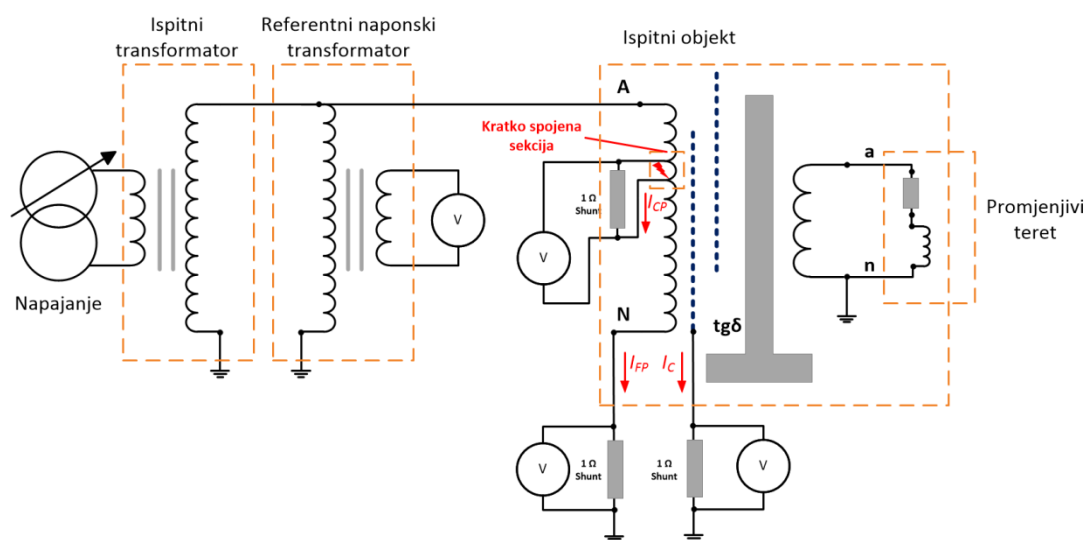 Ispitni
transformator
Referentni naponski
transformator
Ispitni objekt
A
Kratko spojena
sekcija
a
1 Ω
Shunt
I_CP
V
V
Promjenjivi
teret
n
Napajanje
N
tgδ
I_FP
I_C
V
1 Ω
Shunt
1 Ω
Shunt
V